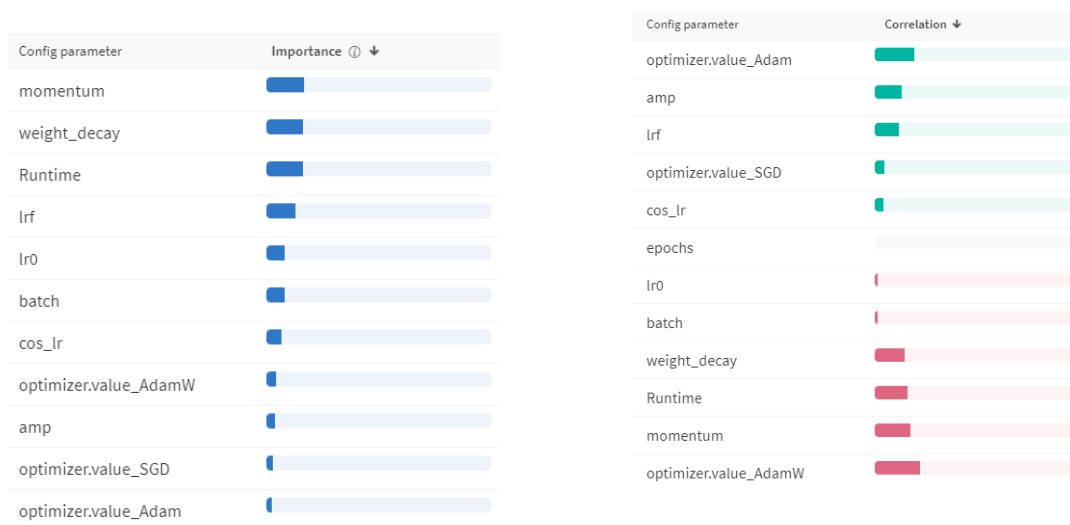 Config parameter Importance ⓘ ↓
momentum
weight_decay
Runtime
lrf
lr0
batch
cos_lr
optimizer.value_AdamW
amp
optimizer.value_SGD
optimizer.value_Adam
Config parameter Correlation ↓
optimizer.value_Adam
amp
lrf
optimizer.value_SGD
cos_lr
epochs
lr0
batch
weight_decay
Runtime
momentum
optimizer.value_AdamW